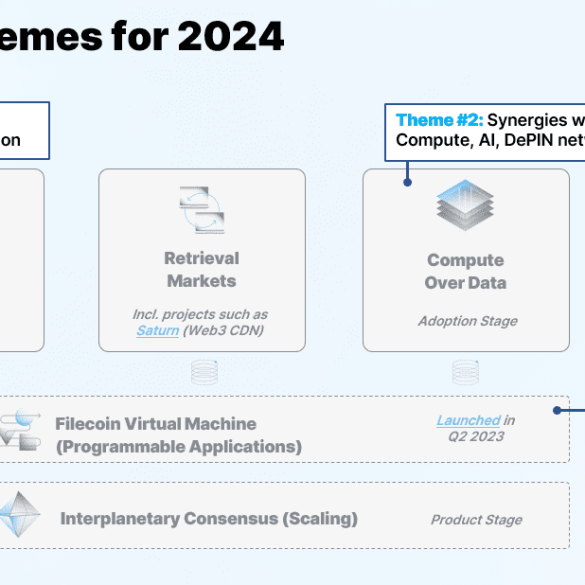 emes for 2024
on
Theme #2: Synergies w
Compute, AI, DePIN net
Retrieval
Markets
Incl. projects such as
Saturn (Web3 CDN)
Compute
Over Data
Adoption Stage
Filecoin Virtual Machine
(Programmable Applications)
Launched in
Q2 2023
Interplanetary Consensus (Scaling)
Product Stage